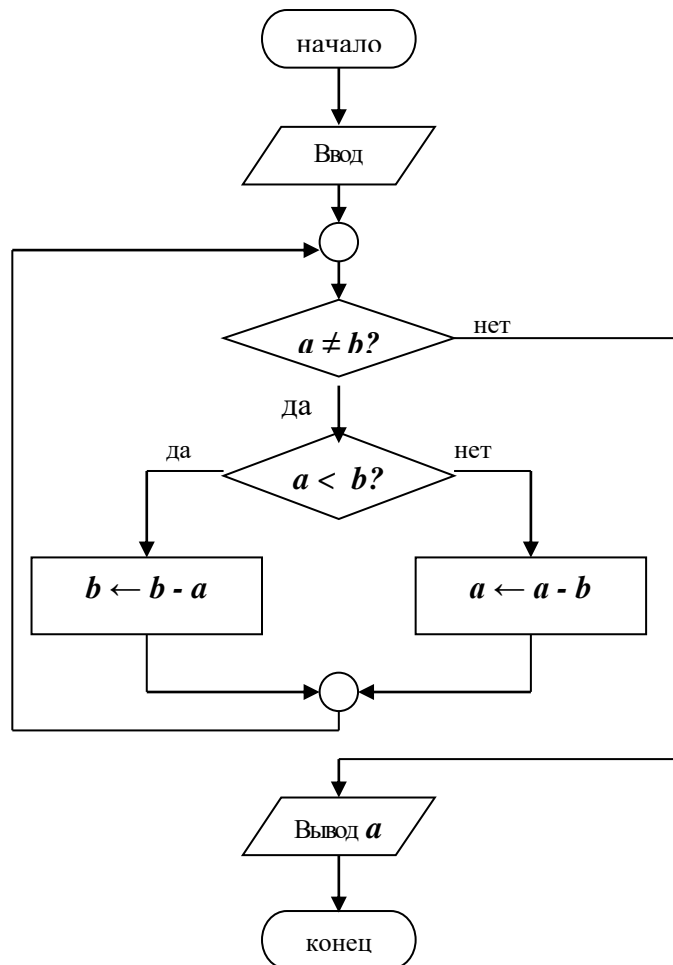 начало
Ввод
a ≠ b?
нет
да
да
a < b?
нет
b ← b - a
a ← a - b
Вывод a
конец